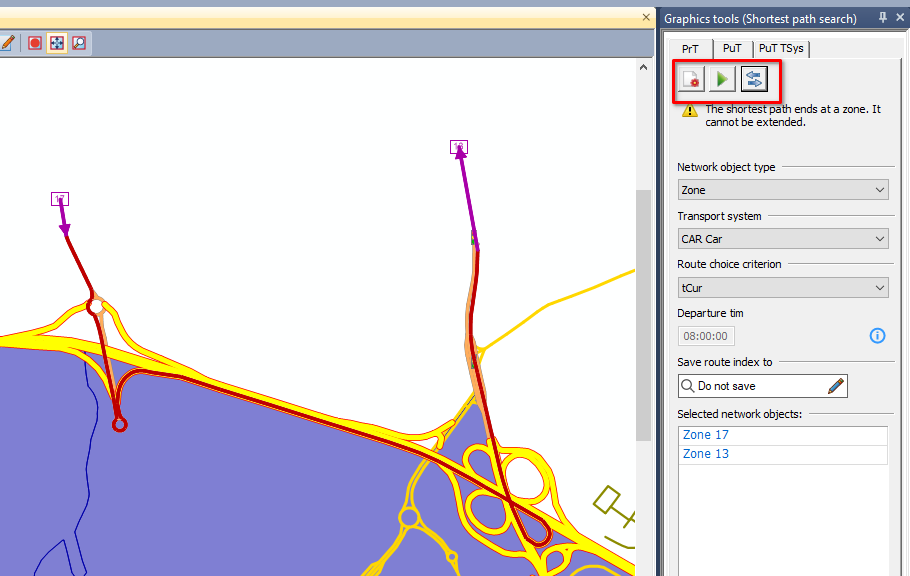 Graphics tools (Shortest path search)
PrT PuT PuT TSys
The shortest path ends at a zone. It
cannot be extended.
Network object type
Zone
Transport system
CAR Car
Route choice criterion
tCur
Departure tim
08:00:00
Save route index to
Do not save
Selected network objects:
Zone 17
Zone 13